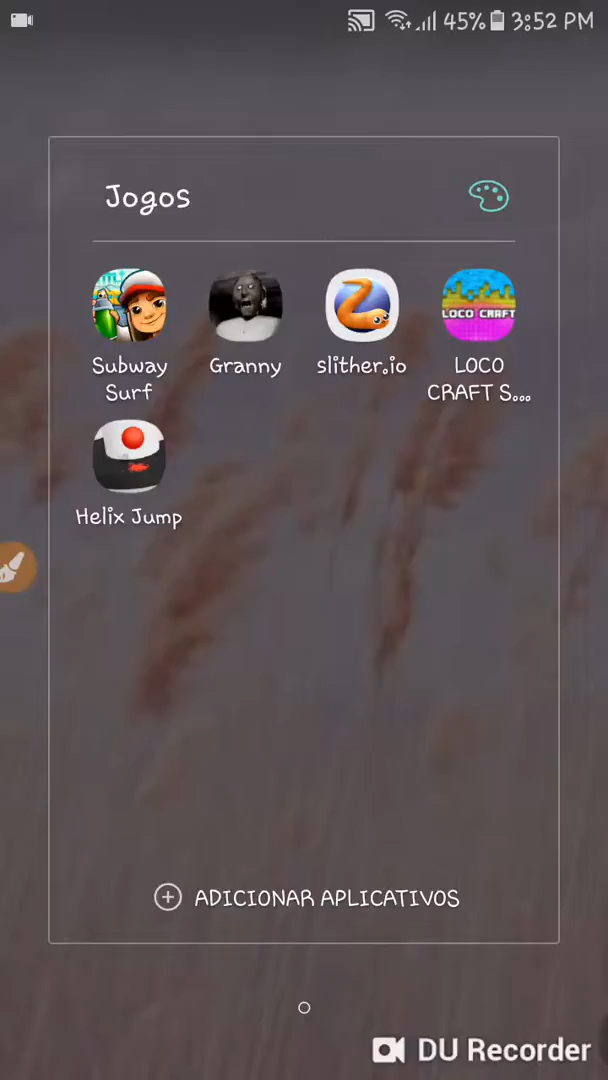 45% 3:52 PM
Jogos
LOCO CRAFT
Subway
Surf
Granny
slither.io
LOCO
CRAFT S...
Helix Jump
ADICIONAR APLICATIVOS
DU Recorder